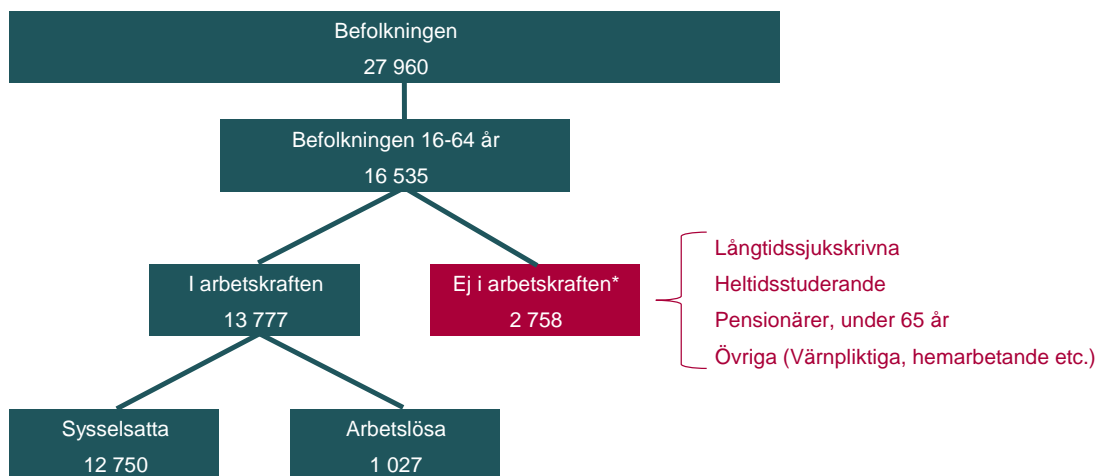 Befolkningen
27 960
Befolkningen 16-64 år
16 535
I arbetskraften
13 777
Ej i arbetskraften*
2 758
Långtidssjukskrivna
Heltidsstuderande
Pensionärer, under 65 år
Övriga (Värnpliktiga, hemarbetande etc.)
Sysselsatta
12 750
Arbetslösa
1 027